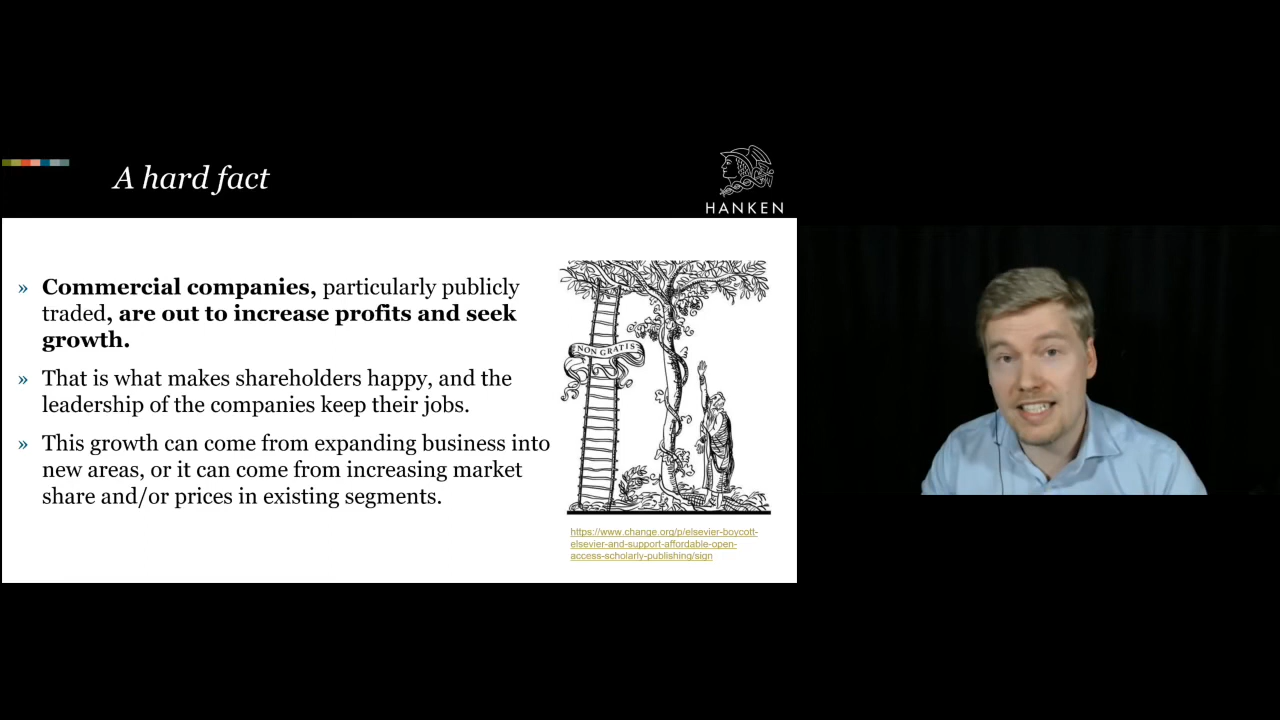 A hard fact
HANKEN
» Commercial companies, particularly publicly
traded, are out to increase profits and seek
growth.
» That is what makes shareholders happy, and the
leadership of the companies keep their jobs.
» This growth can come from expanding business into
new areas, or it can come from increasing market
share and/or prices in existing segments.
NON GRATIS
https://www.change.org/p/elsevier-boycott-
elsevier-and-support-affordable-open-
access-scholarly-publishing/sign